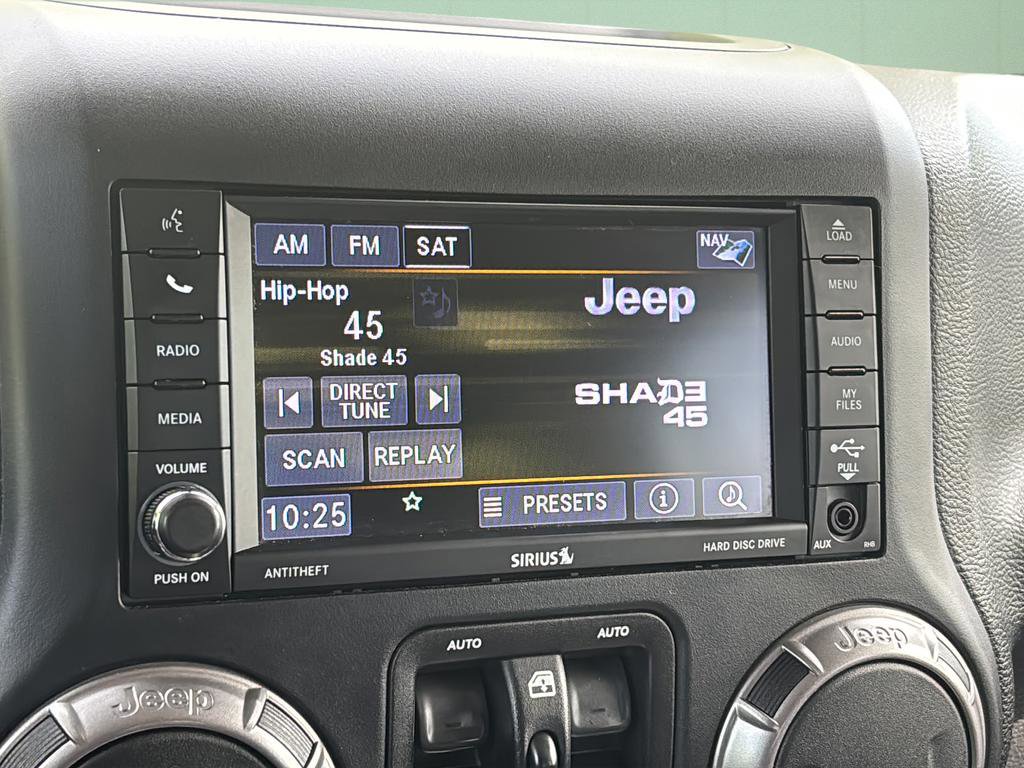 AM FM SAT NAV
LOAD
MENU
Hip-Hop
45
Shade 45
Jeep
RADIO
AUDIO
MEDIA
DIRECT
TUNE
SHADE
45
MY
FILES
SCAN REPLAY
VOLUME
PULL
10:25 PRESETS i
PUSH ON
ANTITHEFT
SIRIUS
HARD DISC DRIVE
AUX RHB
AUTO AUTO
Jeep
Jeep